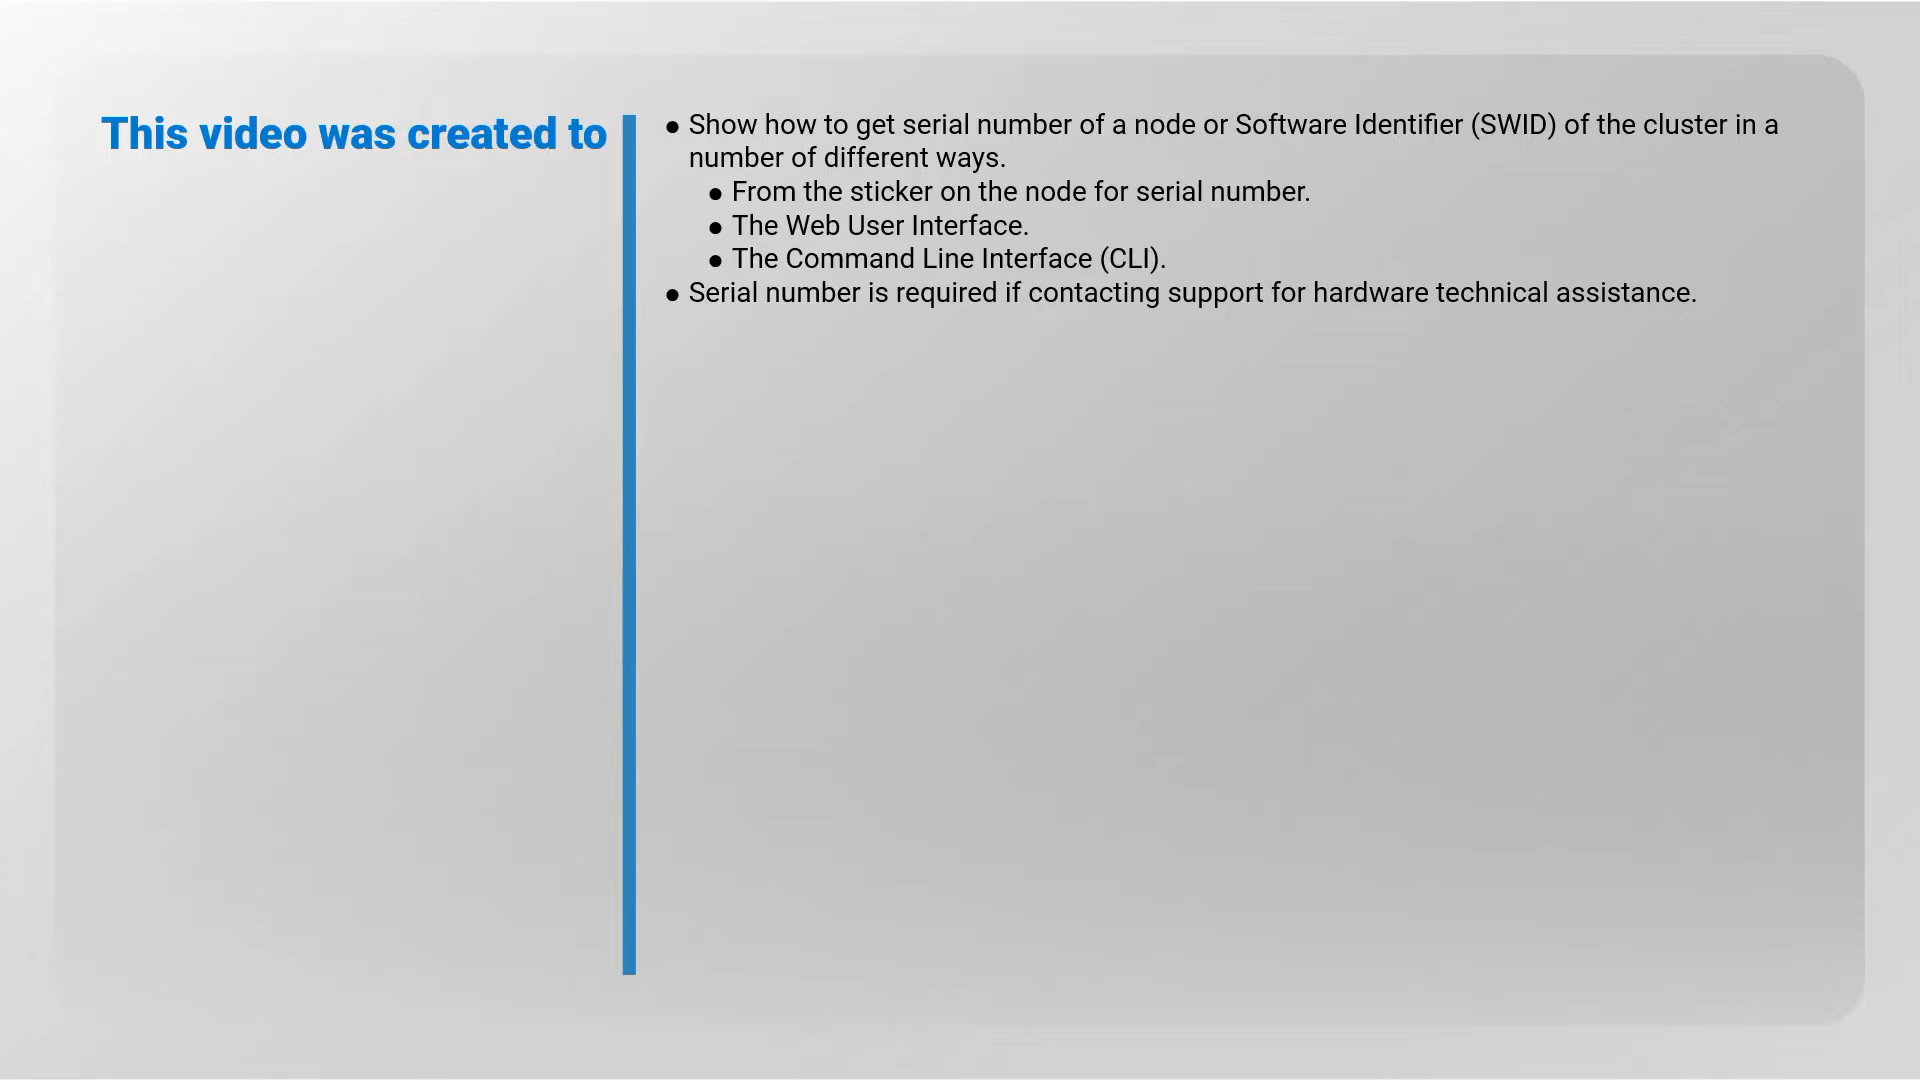 This video was created to
● Show how to get serial number of a node or Software Identifier (SWID) of the cluster in a
number of different ways.
● From the sticker on the node for serial number.
● The Web User Interface.
● The Command Line Interface (CLI).
● Serial number is required if contacting support for hardware technical assistance.